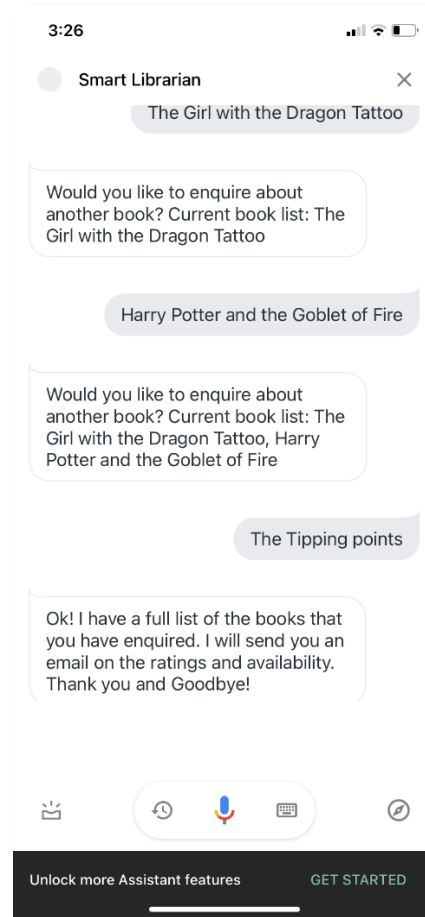 3:26
Smart Librarian
The Girl with the Dragon Tattoo
Would you like to enquire about
another book? Current book list: The
Girl with the Dragon Tattoo
Harry Potter and the Goblet of Fire
Would you like to enquire about
another book? Current book list: The
Girl with the Dragon Tattoo, Harry
Potter and the Goblet of Fire
The Tipping points
Ok! I have a full list of the books that
you have enquired. I will send you an
email on the ratings and availability.
Thank you and Goodbye!
Unlock more Assistant features
GET STARTED